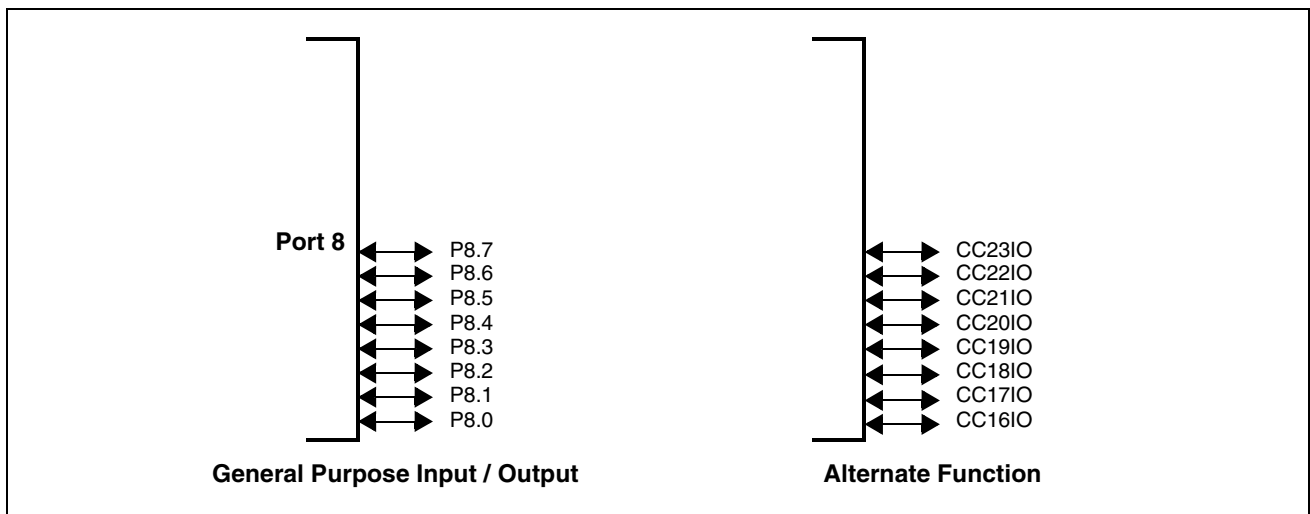 Port 8
P8.7
P8.6
P8.5
P8.4
P8.3
P8.2
P8.1
P8.0
General Purpose Input / Output
CC23IO
CC22IO
CC21IO
CC20IO
CC19IO
CC18IO
CC17IO
CC16IO
Alternate Function